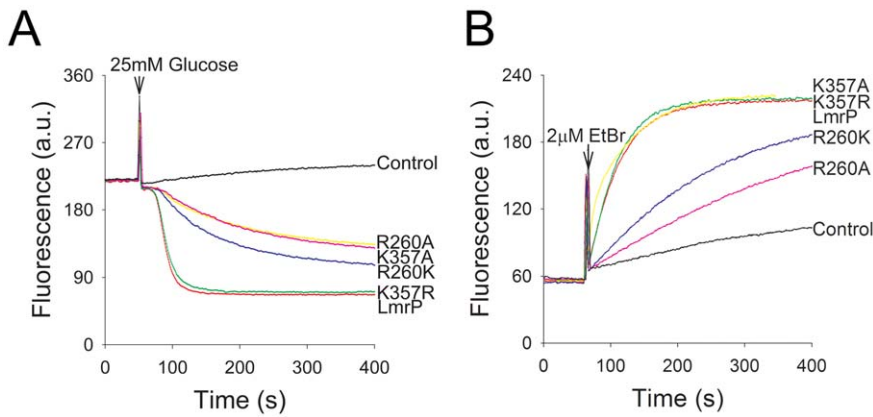 A
25mM Glucose
Fluorescence (a.u.)
360
270
180
90
0
Control
R260A
K357A
R260K
K357R
LmrP
0 100 200 300 400
Time (s)
B
2µM EtBr
Fluorescence (a.u.)
240
180
120
60
0
K357A
K357R
LmrP
R260K
R260A
Control
0 100 200 300 400
Time (s)